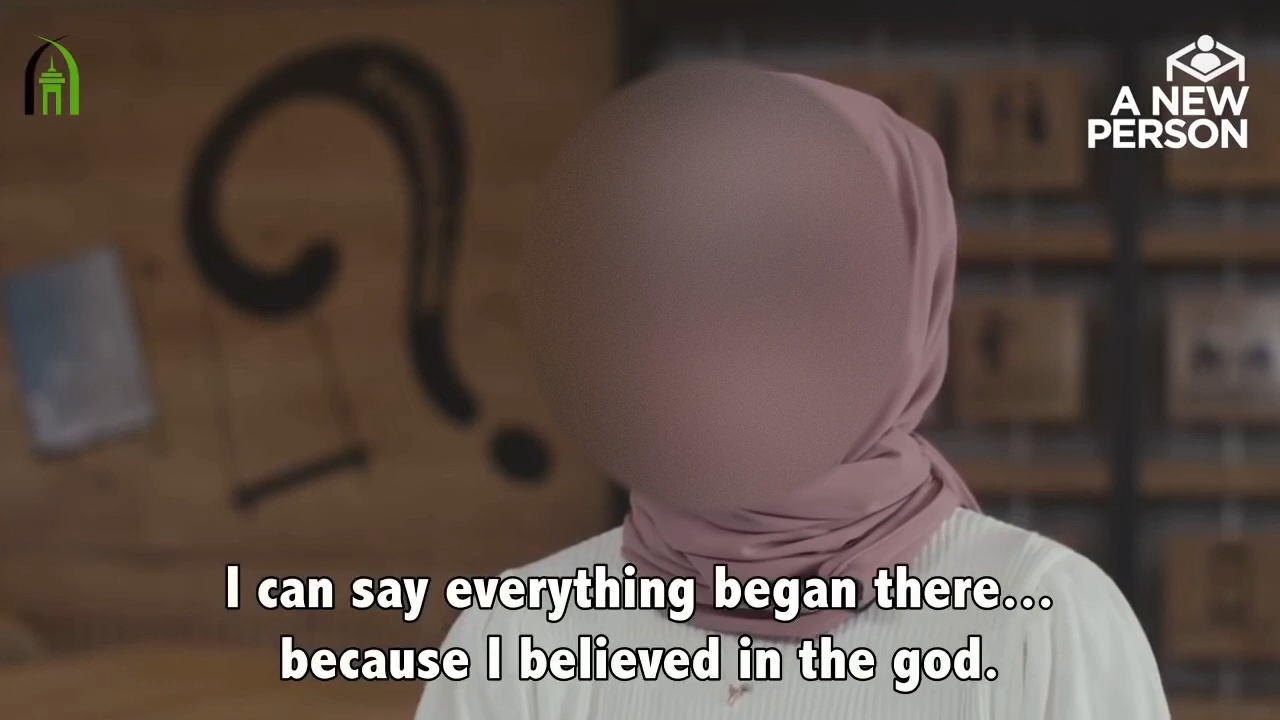 A NEW
PERSON
I can say everything began there...
because I believed in the god.